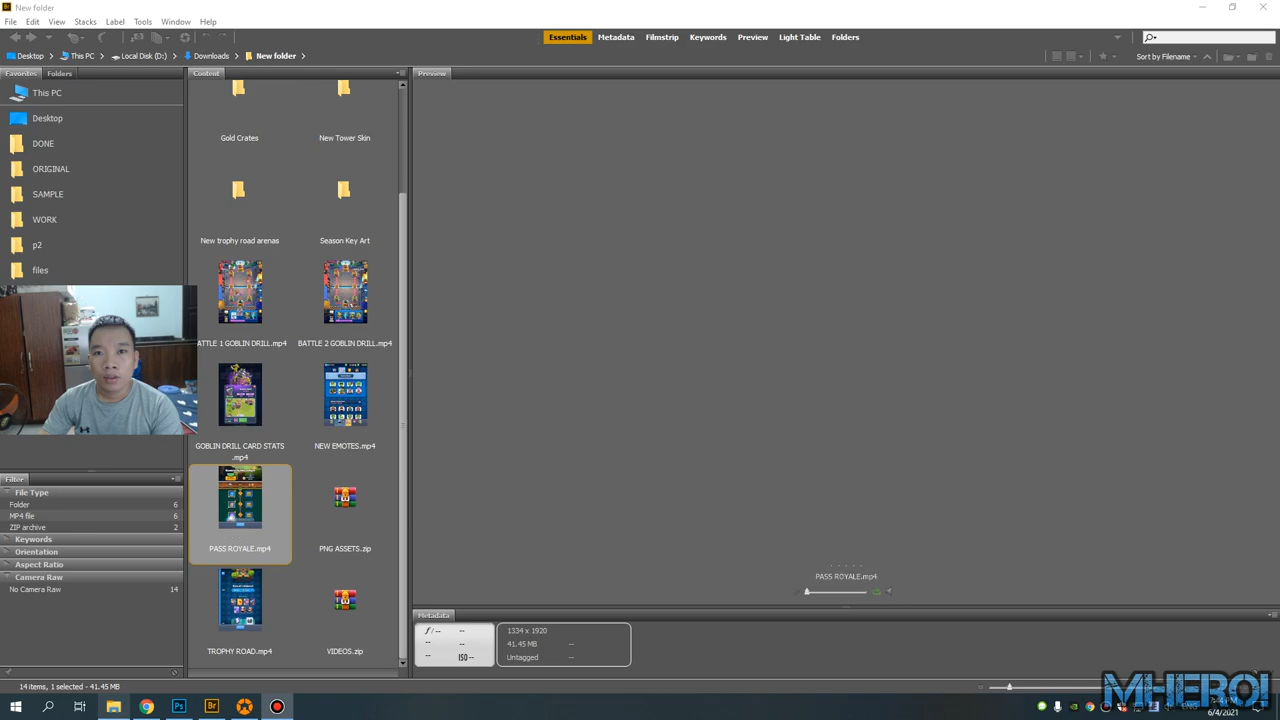 New folder
File Edit View Stacks Label Tools Window Help
Essentials Metadata Filmstrip Keywords Preview Light Table Folders
Desktop This PC Local Disk (D:) Downloads New folder
Sort by Filename
Favorites Folders
Content
Preview
This PC
Desktop
DONE
ORIGINAL
SAMPLE
WORK
p2
files
Gold Crates
New Tower Skin
New trophy road arenas
Season Key Art
ATTLE 1 GOBLIN DRILL.mp4
BATTLE 2 GOBLIN DRILL.mp4
GOBLIN DRILL CARD STATS
.mp4
NEW EMOTES.mp4
PASS ROYALE.mp4
PNG ASSETS.zip
TROPHY ROAD.mp4
VIDEOS.zip
Filter
File Type
Folder 6
MP4 file 6
ZIP archive 2
Keywords
Orientation
Aspect Ratio
Camera Raw
No Camera Raw 14
PASS ROYALE.mp4
Metadata
f/-- --
-- --
-- ISO --
1334 x 1920
41.45 MB --
Untagged --
14 items, 1 selected - 41.45 MB
MHERO!
Ps Br
ENG
6/4/2021